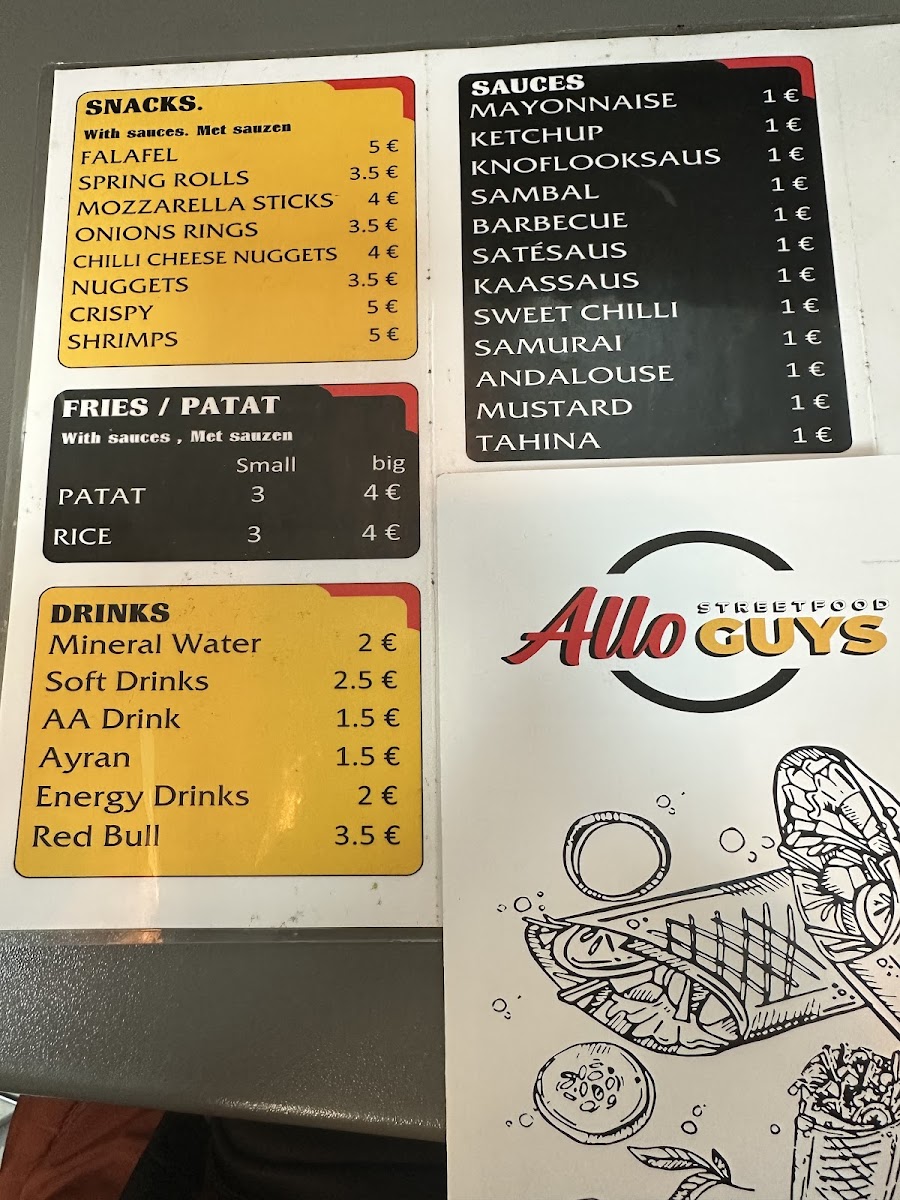 SNACKS.
With sauces. Met sauzen
FALAFEL 5 €
SPRING ROLLS 3.5 €
MOZZARELLA STICKS 4 €
ONIONS RINGS 3.5 €
CHILLI CHEESE NUGGETS 4 €
NUGGETS 3.5 €
CRISPY 5 €
SHRIMPS 5 €
FRIES / PATAT
With sauces , Met sauzen
Small big
PATAT 3 4 €
RICE 3 4 €
DRINKS
Mineral Water 2 €
Soft Drinks 2.5 €
AA Drink 1.5 €
Ayran 1.5 €
Energy Drinks 2 €
Red Bull 3.5 €
SAUCES
MAYONNAISE 1 €
KETCHUP 1 €
KNOFLOOKSAUS 1 €
SAMBAL 1 €
BARBECUE 1 €
SATÉSAUS 1 €
KAASSAUS 1 €
SWEET CHILLI 1 €
SAMURAI 1 €
ANDALOUSE 1 €
MUSTARD 1 €
TAHINA 1 €
STREETFOOD
Allo GUYS